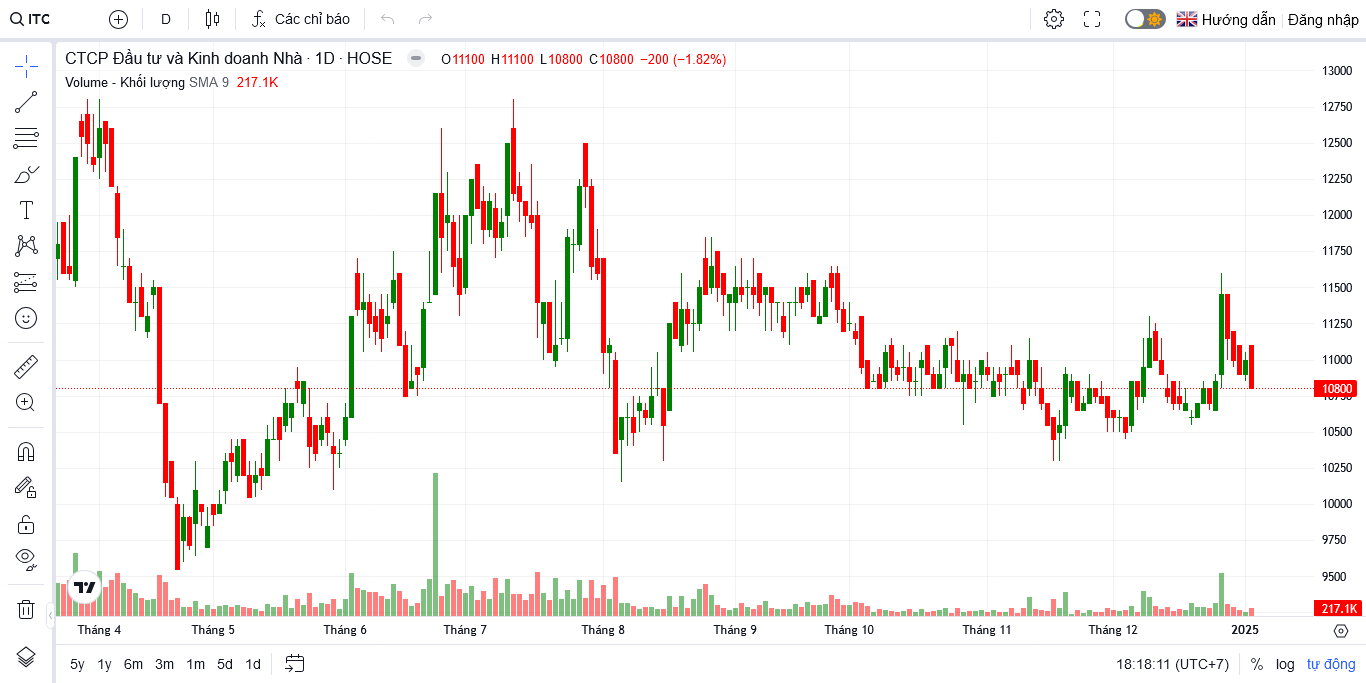 ITC D Các chỉ báo Hướng dẫn Đăng nhập
CTCP Đầu tư và Kinh doanh Nhà · 1D · HOSE O11100 H11100 L10800 C10800 −200 (−1.82%)
Volume - Khối lượng SMA 9 217.1K
13000
12750
12500
12250
12000
11750
11500
11250
11000
10800
10750
10500
10250
10000
9750
9500
217.1K
Tháng 4 Tháng 5 Tháng 6 Tháng 7 Tháng 8 Tháng 9 Tháng 10 Tháng 11 Tháng 12 2025
5y 1y 6m 3m 1m 5d 1d 18:18:11 (UTC+7) % log tự động